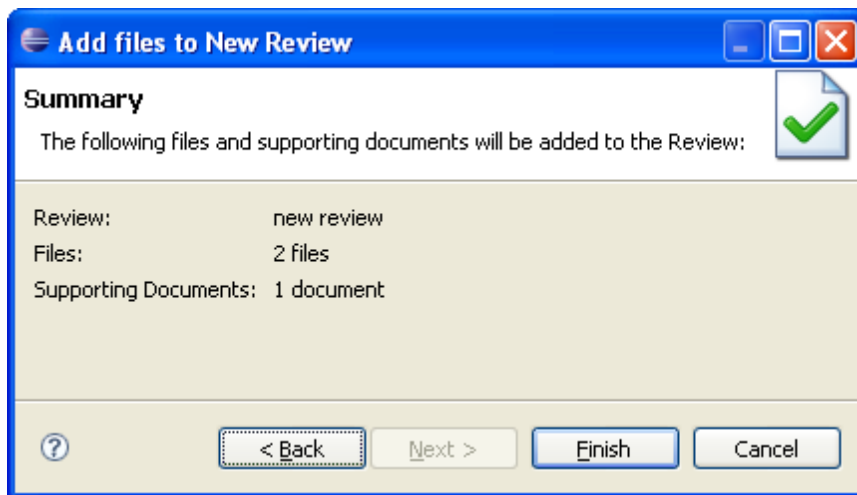 Add files to New Review
Summary
The following files and supporting documents will be added to the Review:
Review: new review
Files: 2 files
Supporting Documents: 1 document
? < Back Next > Finish Cancel